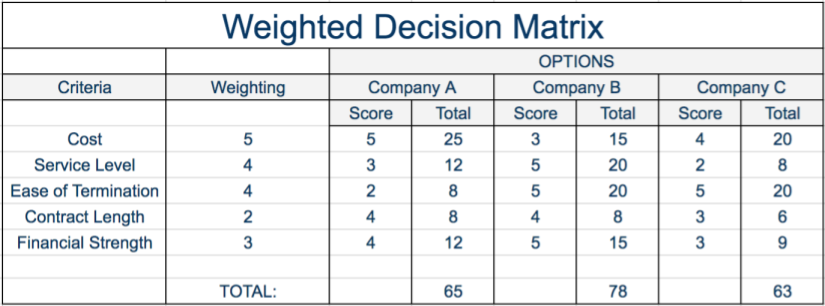 Weighted Decision Matrix
OPTIONS
Criteria Weighting Company A Company B Company C
Score Total Score Total Score Total
Cost 5 5 25 3 15 4 20
Service Level 4 3 12 5 20 2 8
Ease of Termination 4 2 8 5 20 5 20
Contract Length 2 4 8 4 8 3 6
Financial Strength 3 4 12 5 15 3 9
TOTAL: 65 78 63